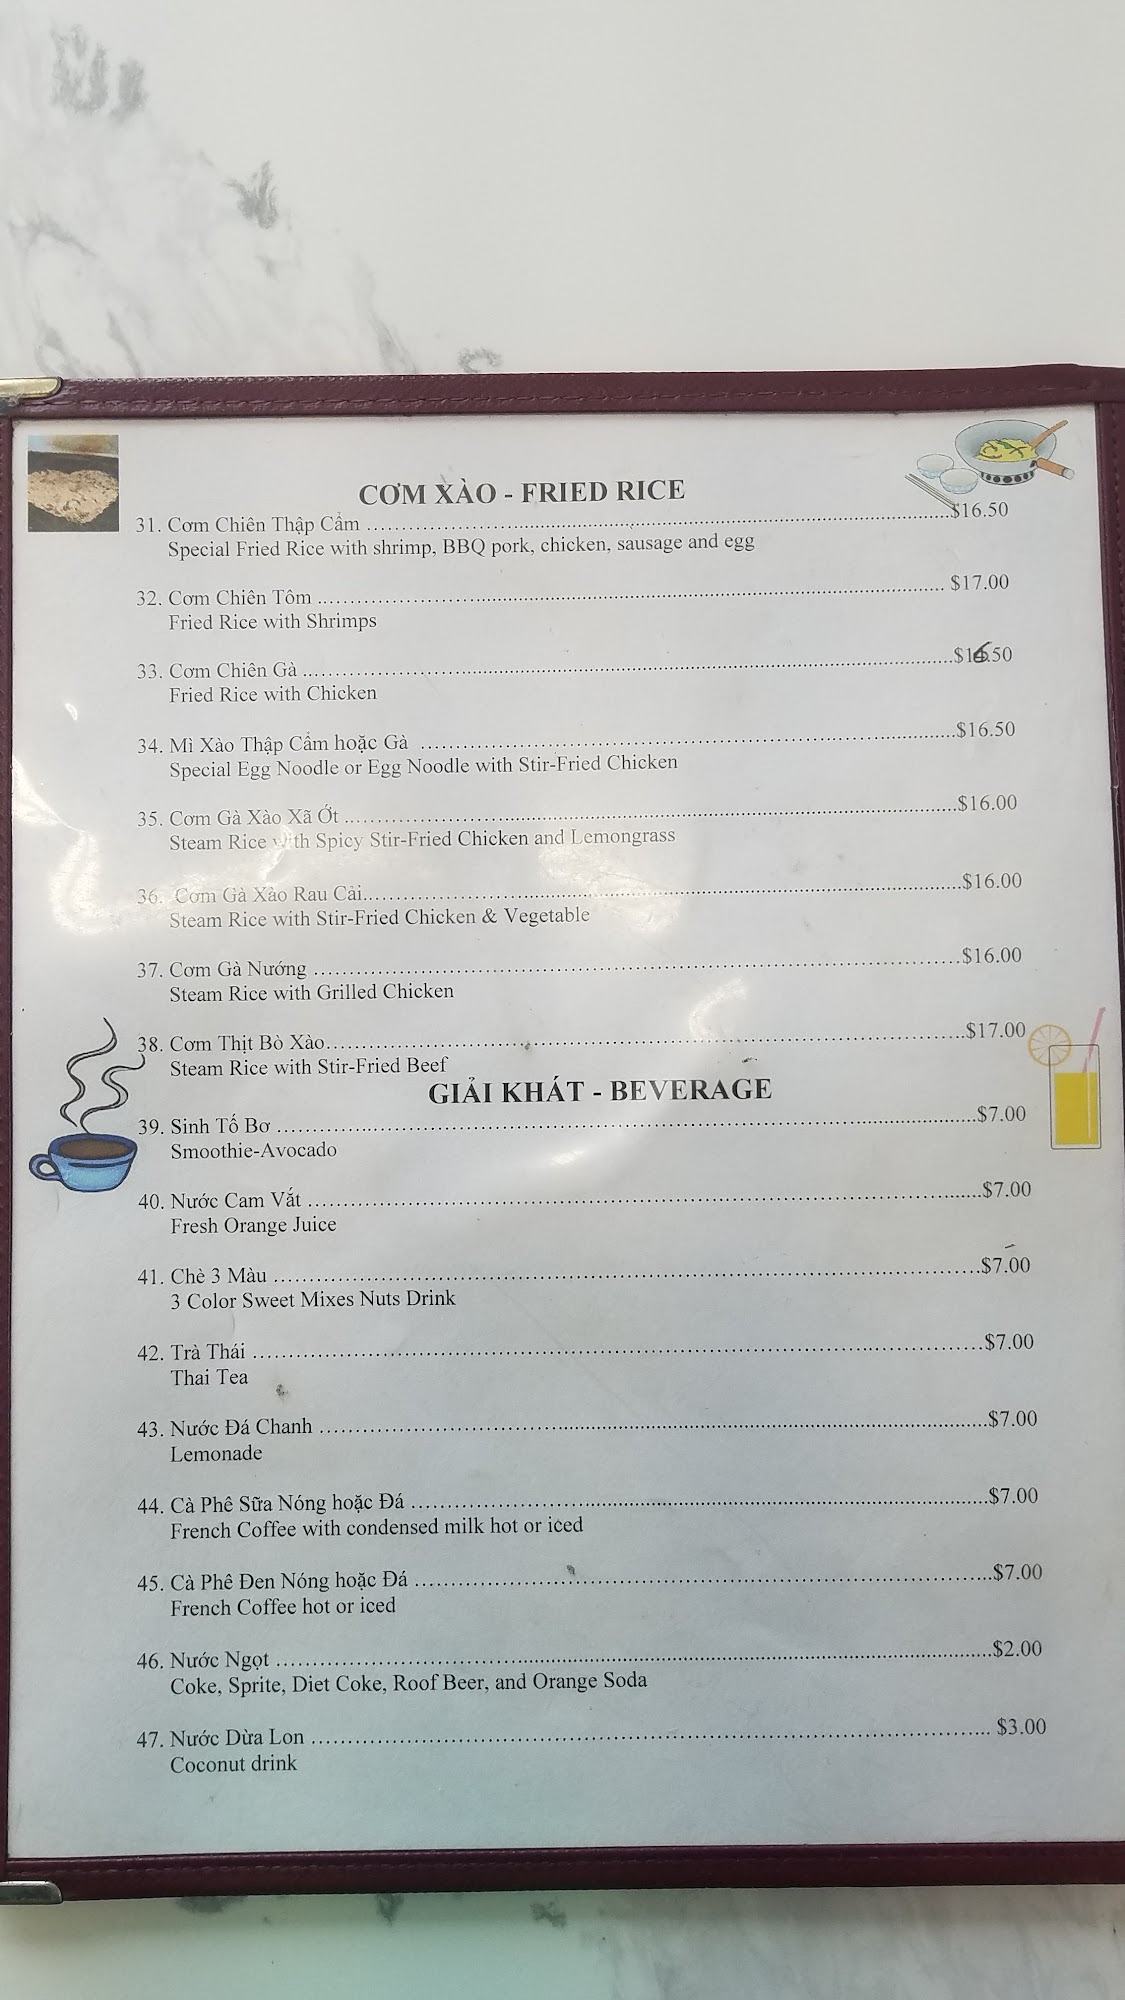 CƠM XÀO - FRIED RICE
31. Cơm Chiên Thập Cẩm ........ $16.50
Special Fried Rice with shrimp, BBQ pork, chicken, sausage and egg
32. Cơm Chiên Tôm ........ $17.00
Fried Rice with Shrimps
33. Cơm Chiên Gà ........ $16.50
Fried Rice with Chicken
34. Mì Xào Thập Cẩm hoặc Gà ........ $16.50
Special Egg Noodle or Egg Noodle with Stir-Fried Chicken
35. Cơm Gà Xào Xã Ớt ........ $16.00
Steam Rice with Spicy Stir-Fried Chicken and Lemongrass
36. Cơm Gà Xào Rau Cải ........ $16.00
Steam Rice with Stir-Fried Chicken & Vegetable
37. Cơm Gà Nướng ........ $16.00
Steam Rice with Grilled Chicken
38. Cơm Thịt Bò Xào ........ $17.00
Steam Rice with Stir-Fried Beef
GIẢI KHÁT - BEVERAGE
39. Sinh Tố Bơ ........ $7.00
Smoothie-Avocado
40. Nước Cam Vắt ........ $7.00
Fresh Orange Juice
41. Chè 3 Màu ........ $7.00
3 Color Sweet Mixes Nuts Drink
42. Trà Thái ........ $7.00
Thai Tea
43. Nước Đá Chanh ........ $7.00
Lemonade
44. Cà Phê Sữa Nóng hoặc Đá ........ $7.00
French Coffee with condensed milk hot or iced
45. Cà Phê Đen Nóng hoặc Đá ........ $7.00
French Coffee hot or iced
46. Nước Ngọt ........ $2.00
Coke, Sprite, Diet Coke, Roof Beer, and Orange Soda
47. Nước Dừa Lon ........ $3.00
Coconut drink